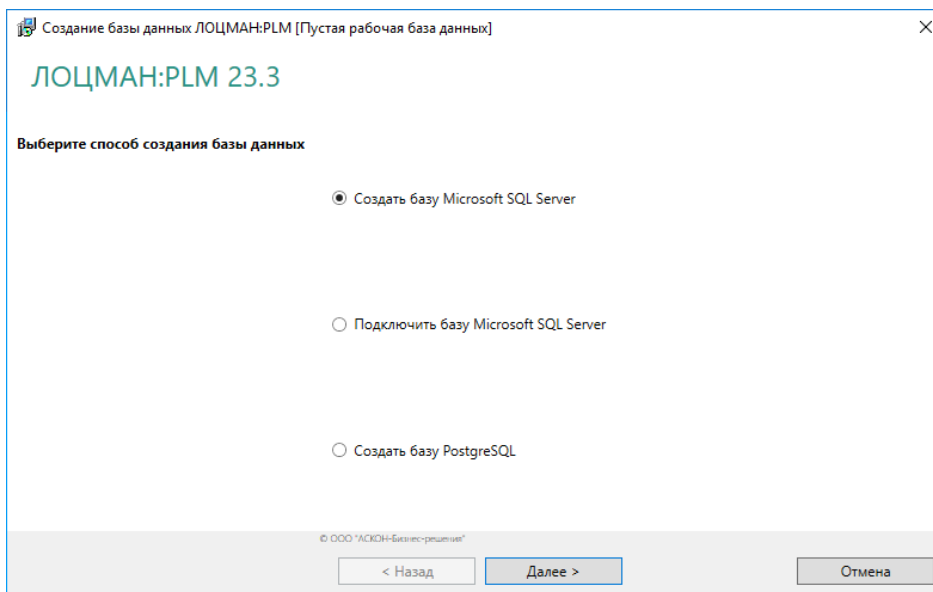 Создание базы данных ЛОЦМАН:PLM [Пустая рабочая база данных]
ЛОЦМАН:PLM 23.3
Выберите способ создания базы данных
Создать базу Microsoft SQL Server
Подключить базу Microsoft SQL Server
Создать базу PostgreSQL
© ООО "АСКОН-Бизнес-решения"
< Назад
Далее >
Отмена